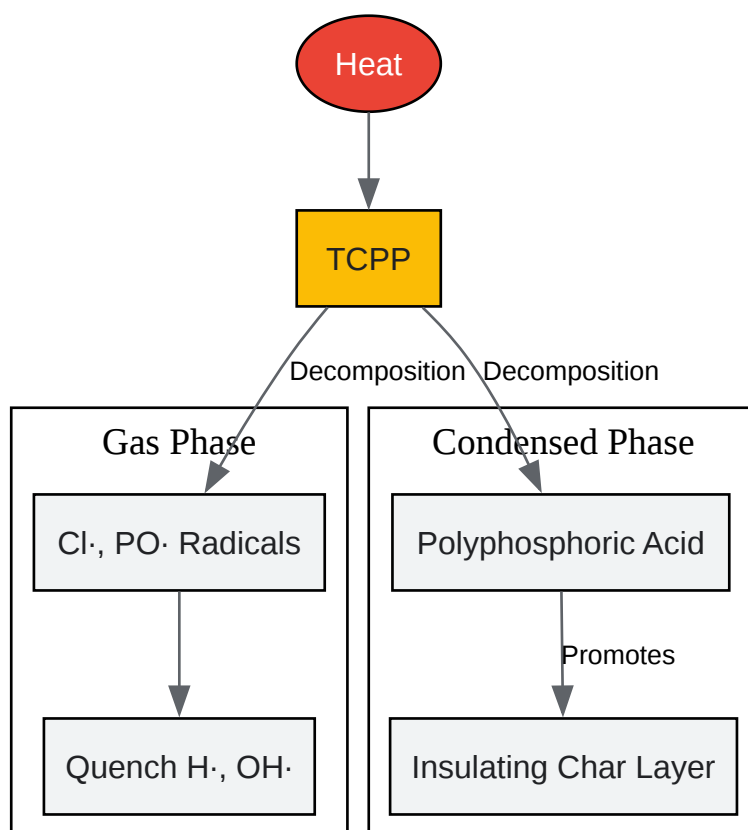 Heat
TCPP
Decomposition
Decomposition
Gas Phase
Condensed Phase
Cl·, PO· Radicals
Polyphosphoric Acid
Promotes
Quench H·, OH·
Insulating Char Layer